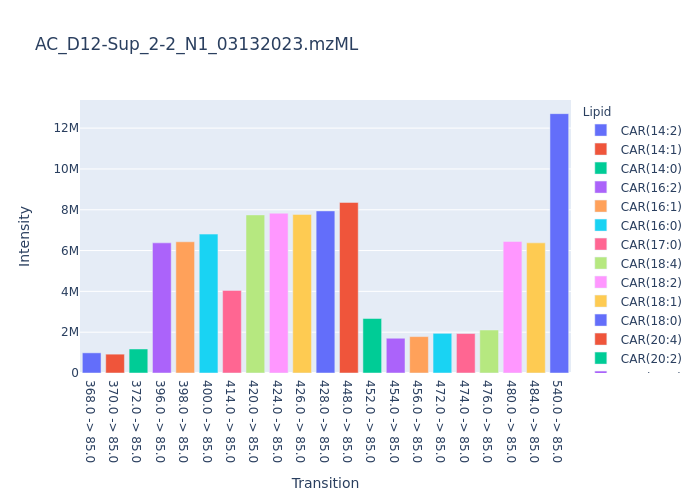 AC_D12-Sup_2-2_N1_03132023.mzML
Intensity
12M
10M
8M
6M
4M
2M
0
368.0 -> 85.0
370.0 -> 85.0
372.0 -> 85.0
396.0 -> 85.0
398.0 -> 85.0
400.0 -> 85.0
414.0 -> 85.0
420.0 -> 85.0
424.0 -> 85.0
426.0 -> 85.0
428.0 -> 85.0
448.0 -> 85.0
452.0 -> 85.0
454.0 -> 85.0
456.0 -> 85.0
472.0 -> 85.0
474.0 -> 85.0
476.0 -> 85.0
480.0 -> 85.0
484.0 -> 85.0
540.0 -> 85.0
Transition
Lipid
CAR(14:2)
CAR(14:1)
CAR(14:0)
CAR(16:2)
CAR(16:1)
CAR(16:0)
CAR(17:0)
CAR(18:4)
CAR(18:2)
CAR(18:1)
CAR(18:0)
CAR(20:4)
CAR(20:2)